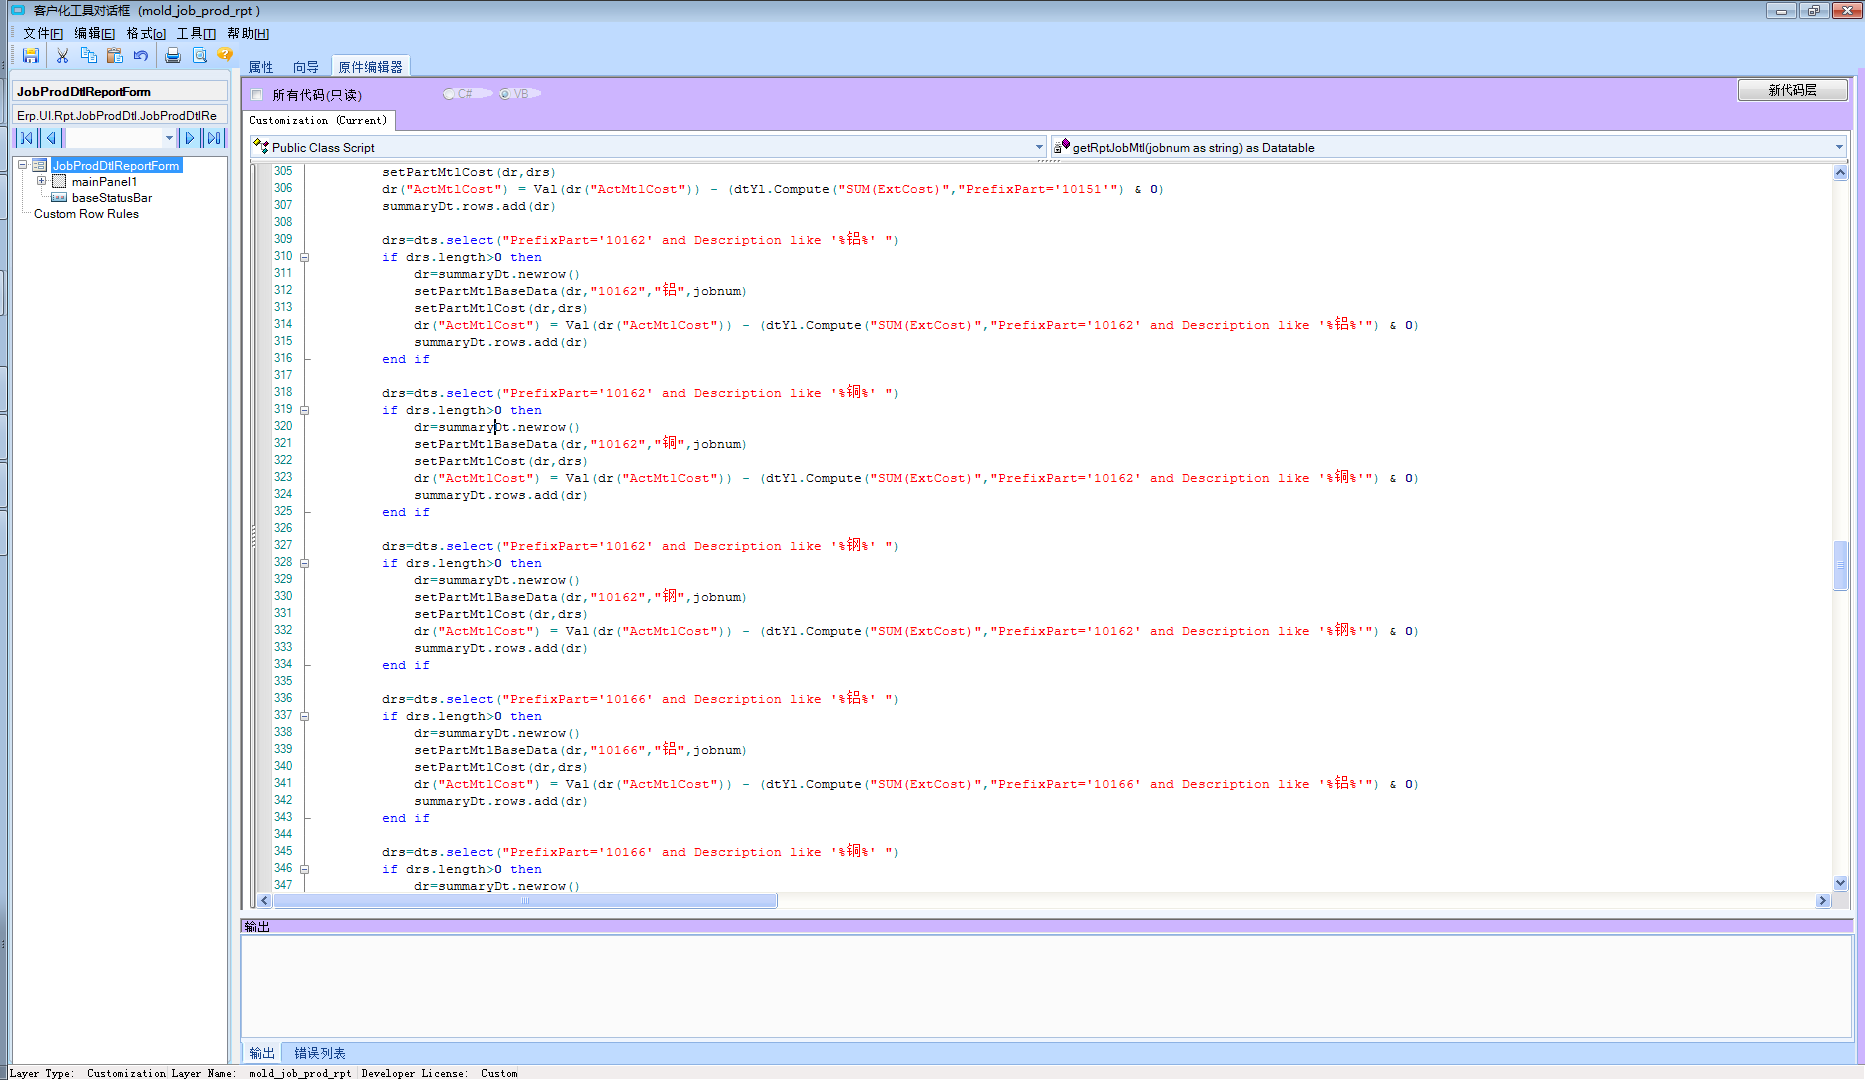 客户化工具对话框 (mold_job_prod_rpt )
文件[F] 编辑[E] 格式[o] 工具[T] 帮助[H]
属性 向导 原件编辑器
JobProdDtlReportForm
Erp.UI.Rpt.JobProdDtl.JobProdDtlRe
JobProdDtlReportForm
mainPanel1
baseStatusBar
Custom Row Rules
所有代码(只读) C# VB 新代码层
Customization (Current)
Public Class Script getRptJobMtl(jobnum as string) as Datatable
305 setPartMtlCost(dr,drs)
306 dr("ActMtlCost") = Val(dr("ActMtlCost")) - (dtYl.Compute("SUM(ExtCost)","PrefixPart='10151'") & 0)
307 summaryDt.rows.add(dr)
308
309 drs=dts.select("PrefixPart='10162' and Description like '%铝%' ")
310 if drs.length>0 then
311 dr=summaryDt.newrow()
312 setPartMtlBaseData(dr,"10162","铝",jobnum)
313 setPartMtlCost(dr,drs)
314 dr("ActMtlCost") = Val(dr("ActMtlCost")) - (dtYl.Compute("SUM(ExtCost)","PrefixPart='10162' and Description like '%铝%'") & 0)
315 summaryDt.rows.add(dr)
316 end if
317
318 drs=dts.select("PrefixPart='10162' and Description like '%铜%' ")
319 if drs.length>0 then
320 dr=summaryDt.newrow()
321 setPartMtlBaseData(dr,"10162","铜",jobnum)
322 setPartMtlCost(dr,drs)
323 dr("ActMtlCost") = Val(dr("ActMtlCost")) - (dtYl.Compute("SUM(ExtCost)","PrefixPart='10162' and Description like '%铜%'") & 0)
324 summaryDt.rows.add(dr)
325 end if
326
327 drs=dts.select("PrefixPart='10162' and Description like '%钢%' ")
328 if drs.length>0 then
329 dr=summaryDt.newrow()
330 setPartMtlBaseData(dr,"10162","钢",jobnum)
331 setPartMtlCost(dr,drs)
332 dr("ActMtlCost") = Val(dr("ActMtlCost")) - (dtYl.Compute("SUM(ExtCost)","PrefixPart='10162' and Description like '%钢%'") & 0)
333 summaryDt.rows.add(dr)
334 end if
335
336 drs=dts.select("PrefixPart='10166' and Description like '%铝%' ")
337 if drs.length>0 then
338 dr=summaryDt.newrow()
339 setPartMtlBaseData(dr,"10166","铝",jobnum)
340 setPartMtlCost(dr,drs)
341 dr("ActMtlCost") = Val(dr("ActMtlCost")) - (dtYl.Compute("SUM(ExtCost)","PrefixPart='10166' and Description like '%铝%'") & 0)
342 summaryDt.rows.add(dr)
343 end if
344
345 drs=dts.select("PrefixPart='10166' and Description like '%铜%' ")
346 if drs.length>0 then
347 dr=summaryDt.newrow()
输出
输出 错误列表
Layer Type: Customization Layer Name: mold_job_prod_rpt Developer License: Custom